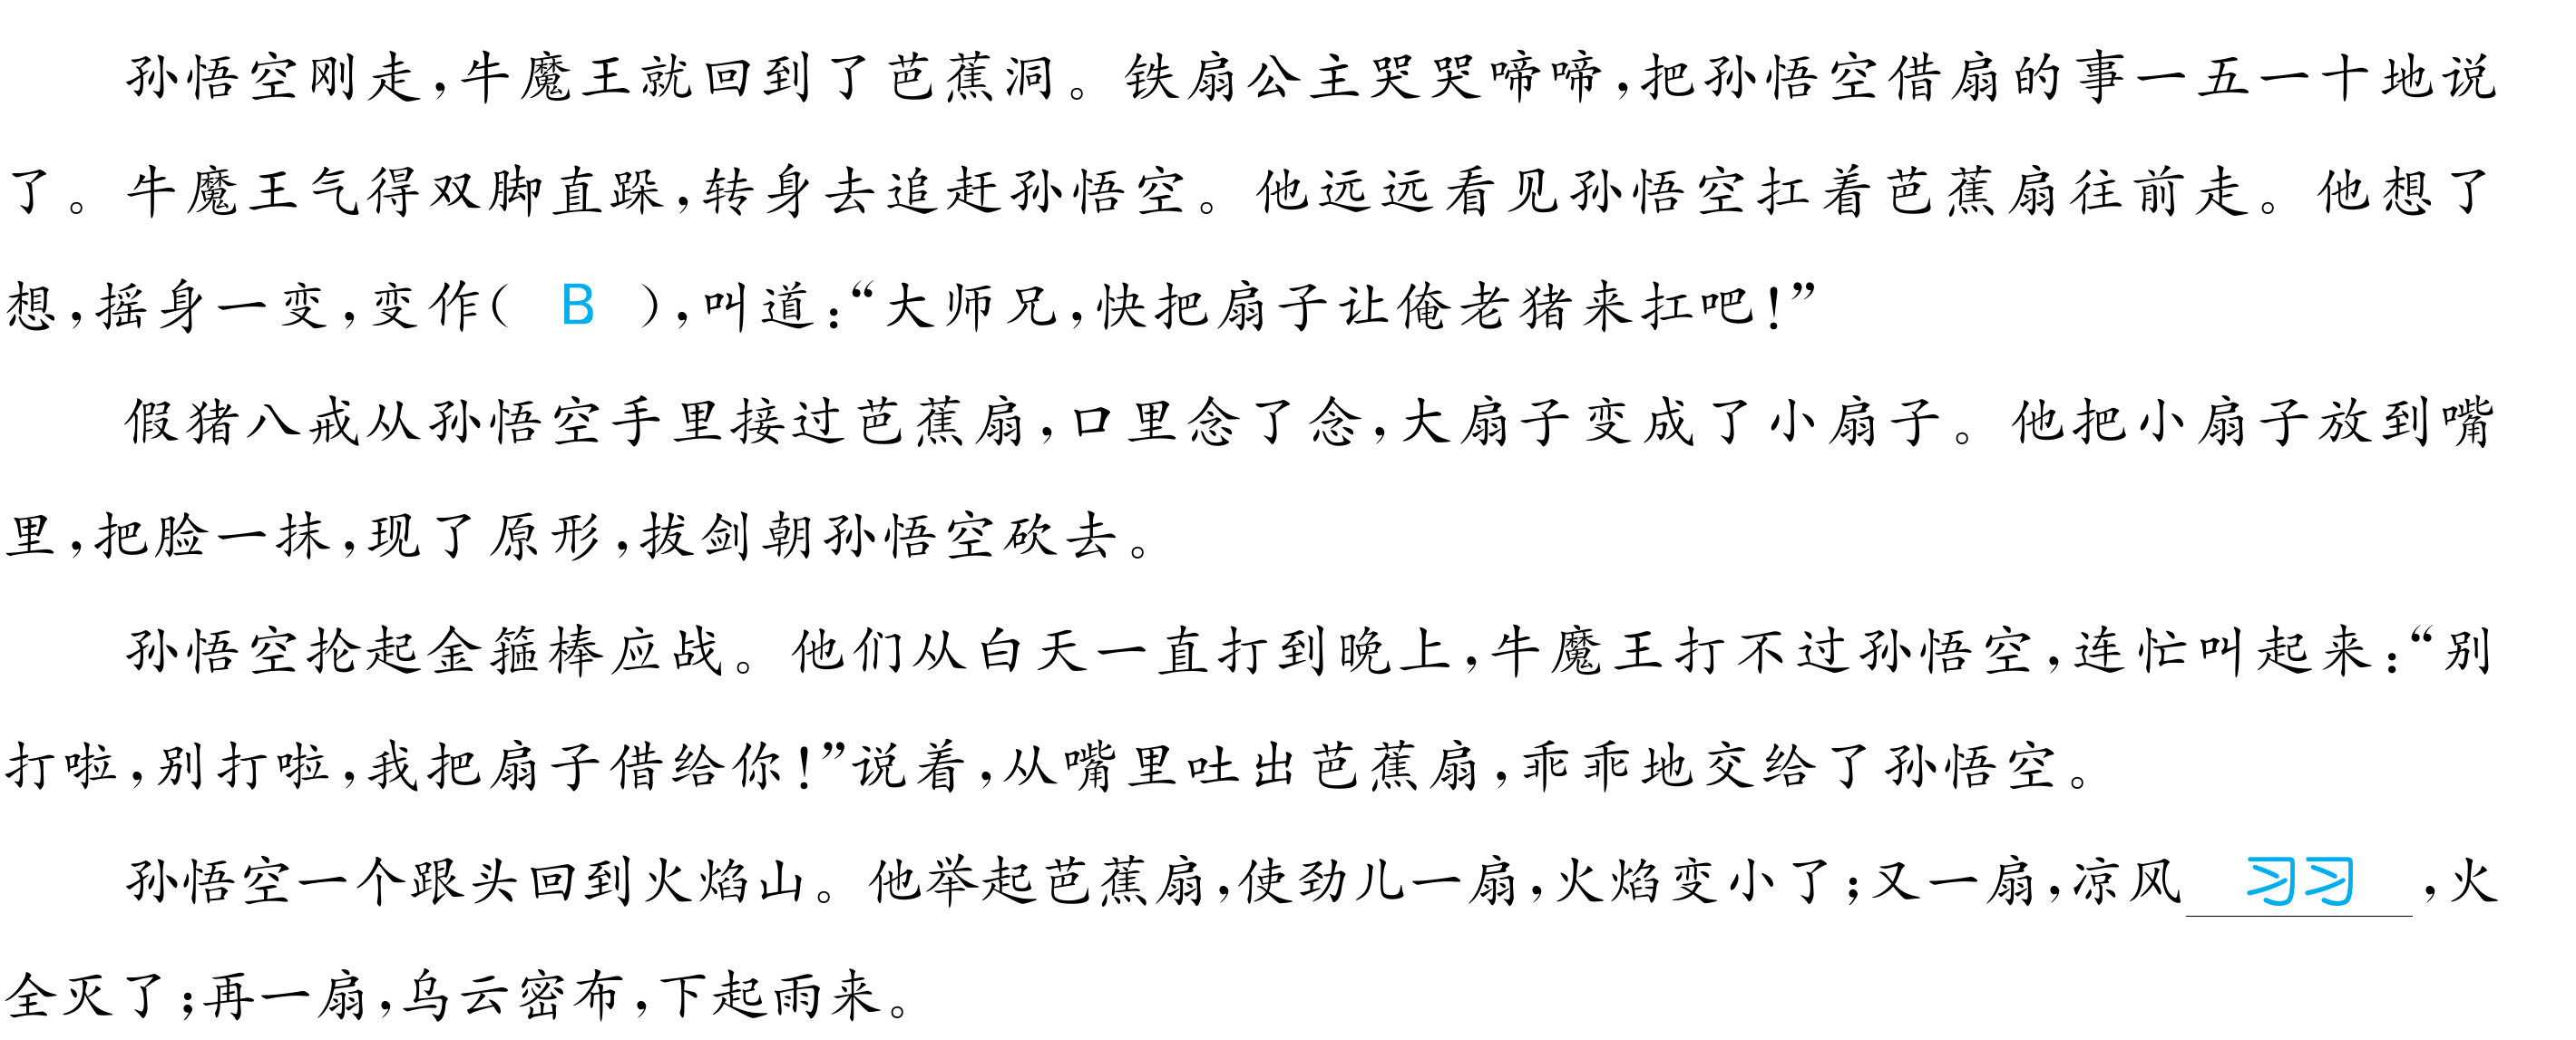 孙悟空刚走,牛魔王就回到了芭蕉洞。铁扇公主哭哭啼啼,把孙悟空借扇的事一五一十地说
了。牛魔王气得双脚直跺,转身去追赶孙悟空。他远远看见孙悟空扛着芭蕉扇往前走。他想了
想,摇身一变,变作( B ),叫道:“大师兄,快把扇子让俺老猪来扛吧!”
假猪八戒从孙悟空手里接过芭蕉扇,口里念了念,大扇子变成了小扇子。他把小扇子放到嘴
里,把脸一抹,现了原形,拔剑朝孙悟空砍去。
孙悟空抡起金箍棒应战。他们从白天一直打到晚上,牛魔王打不过孙悟空,连忙叫起来:“别
打啦,别打啦,我把扇子借给你!”说着,从嘴里吐出芭蕉扇,乖乖地交给了孙悟空。
孙悟空一个跟头回到火焰山。他举起芭蕉扇,使劲儿一扇,火焰变小了;又一扇,凉风 习习 ,火
全灭了;再一扇,乌云密布,下起雨来。